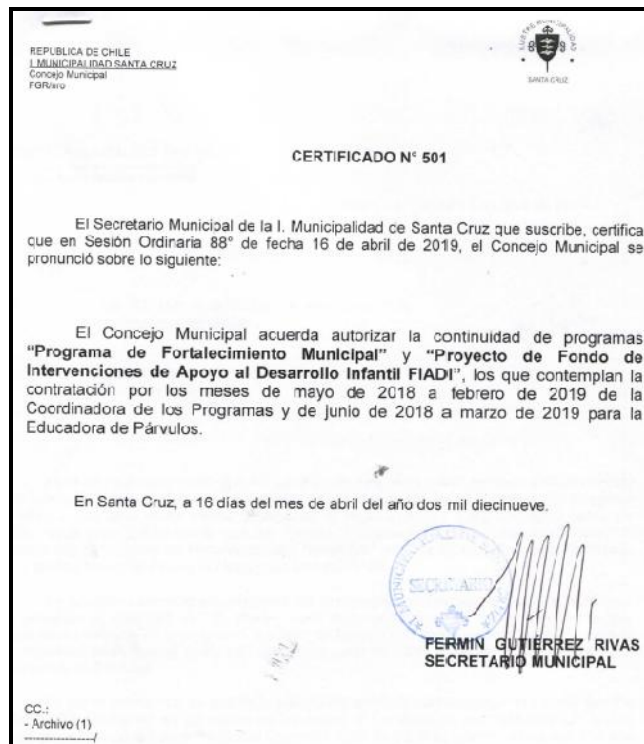 REPUBLICA DE CHILE
I. MUNICIPALIDAD SANTA CRUZ
Concejo Municipal
FGR/
SANTA CRUZ
CERTIFICADO N° 501
El Secretario Municipal de la I. Municipalidad de Santa Cruz que suscribe, certifica
que en Sesión Ordinaria 88° de fecha 16 de abril de 2019, el Concejo Municipal se
pronunció sobre lo siguiente:
El Concejo Municipal acuerda autorizar la continuidad de programas
“Programa de Fortalecimiento Municipal” y “Proyecto de Fondo de
Intervenciones de Apoyo al Desarrollo Infantil FIADI”, los que contemplan la
contratación por los meses de mayo de 2018 a febrero de 2019 de la
Coordinadora de los Programas y de junio de 2018 a marzo de 2019 para la
Educadora de Párvulos.
En Santa Cruz, a 16 días del mes de abril del año dos mil diecinueve.
SECRETARIO
FERMIN GUTIÉRREZ RIVAS
SECRETARIO MUNICIPAL
CC.:
- Archivo (1)